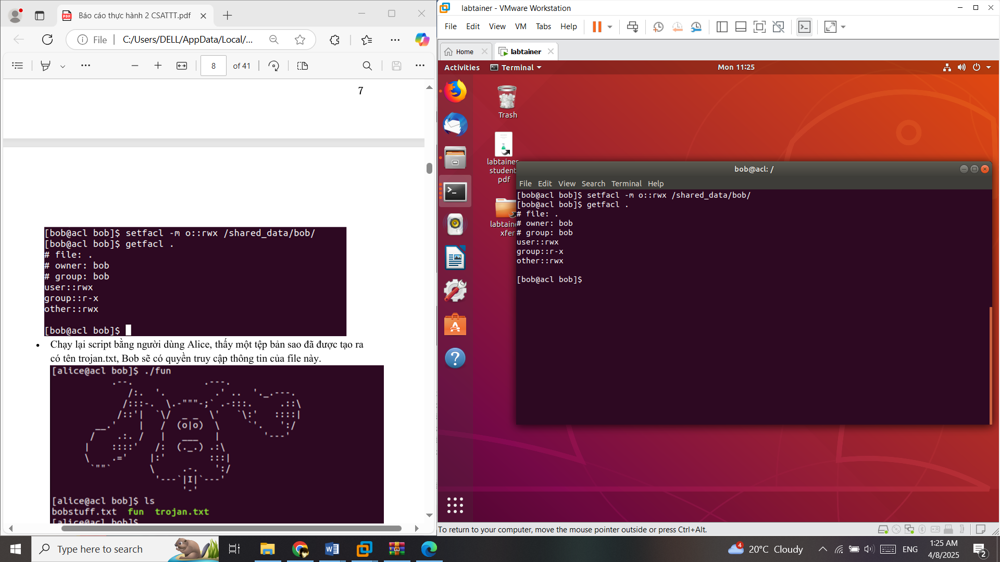 Báo cáo thực hành 2 CSATTT.pdf
File
C:/Users/DELL/AppData/Local/...
8
of 41
7
[bob@acl bob]$ setfacl -m o::rwx /shared_data/bob/
[bob@acl bob]$ getfacl .
# file: .
# owner: bob
# group: bob
user::rwx
group::r-x
other::rwx
[bob@acl bob]$
• Chạy lại script bằng người dùng Alice, thấy một tệp bản sao đã được tạo ra
có tên trojan.txt, Bob sẽ có quyền truy cập thông tin của file này.
[alice@acl bob]$ ./fun
[alice@acl bob]$ ls
bobstuff.txt fun trojan.txt
[alice@acl bob]$
labtainer - VMware Workstation
File Edit View VM Tabs Help
Home
labtainer
Activities
Terminal
Mon 11:25
Trash
labtainer
student
pdf
labtain
xfer
bob@acl: /
File Edit View Search Terminal Help
[bob@acl bob]$ setfacl -m o::rwx /shared_data/bob/
[bob@acl bob]$ getfacl .
# file: .
# owner: bob
# group: bob
user::rwx
group::r-x
other::rwx
[bob@acl bob]$
To return to your computer, move the mouse pointer outside or press Ctrl+Alt.
Type here to search
4
20°C Cloudy
ENG
1:25 AM
4/8/2025
2